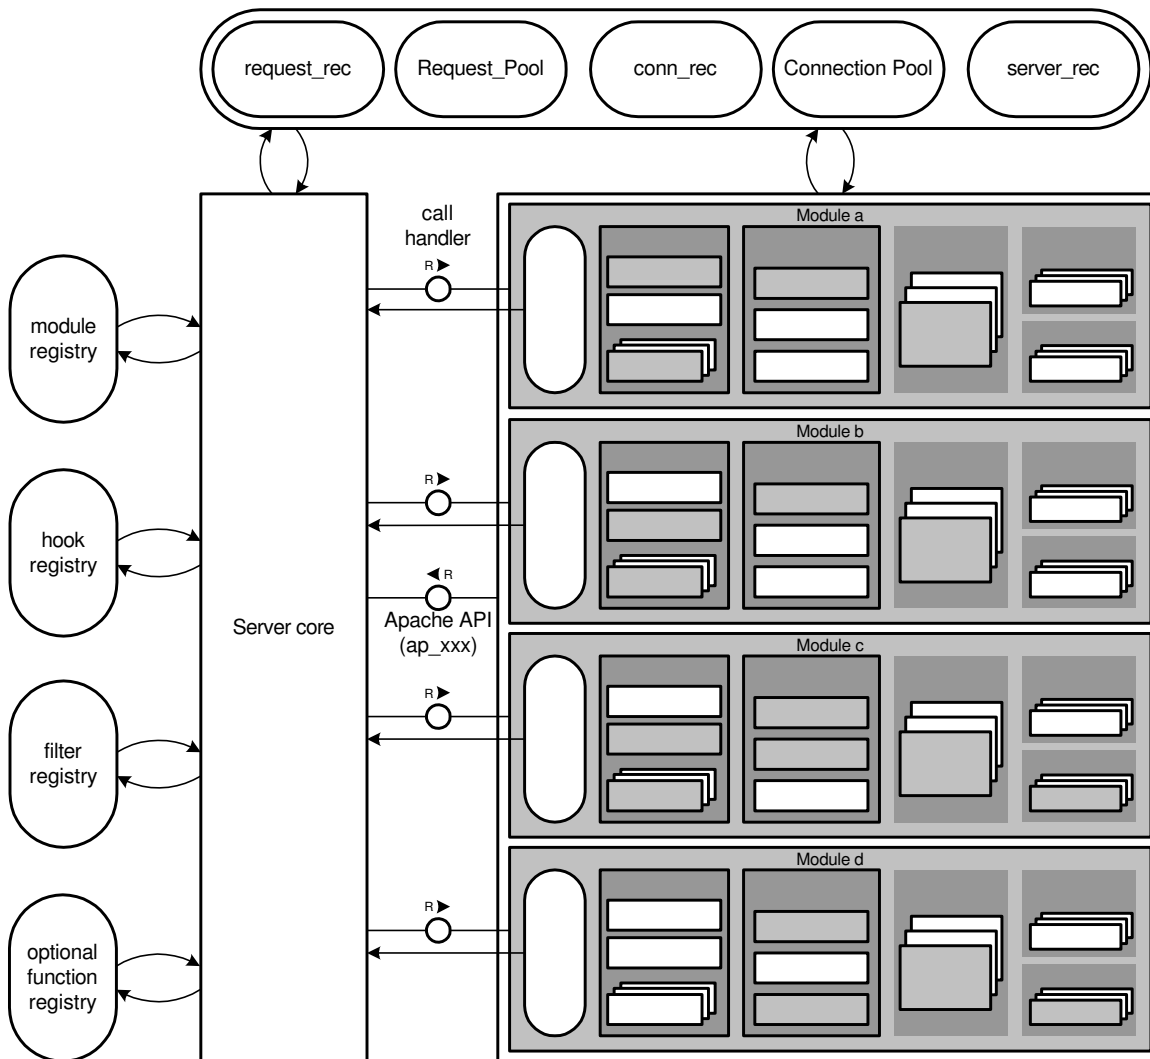 request_rec
Request_Pool
conn_rec
Connection Pool
server_rec
call
handler
Module a
R
module
registry
Module b
R
hook
registry
R
Server core
Apache API
(ap_xxx)
Module c
R
filter
registry
Module d
R
optional
function
registry